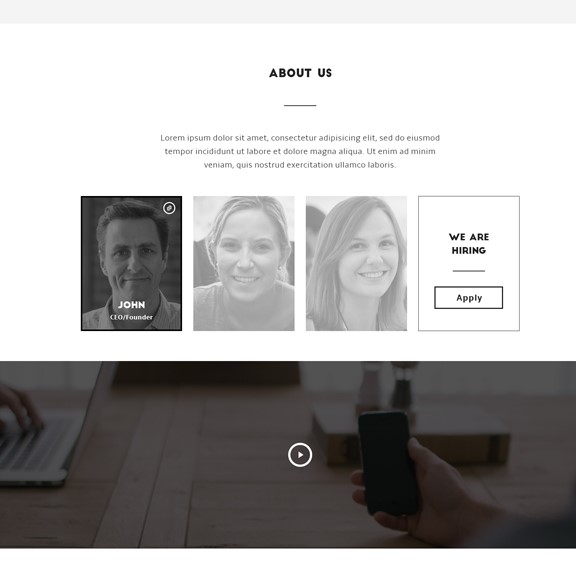 ABOUT US
Lorem ipsum dolor sit amet, consectetur adipisicing elit, sed do eiusmod
tempor incididunt ut labore et dolore magna aliqua. Ut enim ad minim
veniam, quis nostrud exercitation ullamco laboris.
JOHN
CEO/Founder
WE ARE
HIRING
Apply